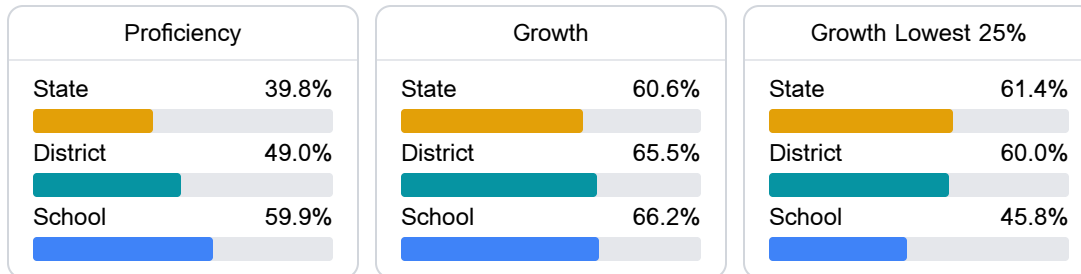 Proficiency
State 39.8%
District 49.0%
School 59.9%
Growth
State 60.6%
District 65.5%
School 66.2%
Growth Lowest 25%
State 61.4%
District 60.0%
School 45.8%